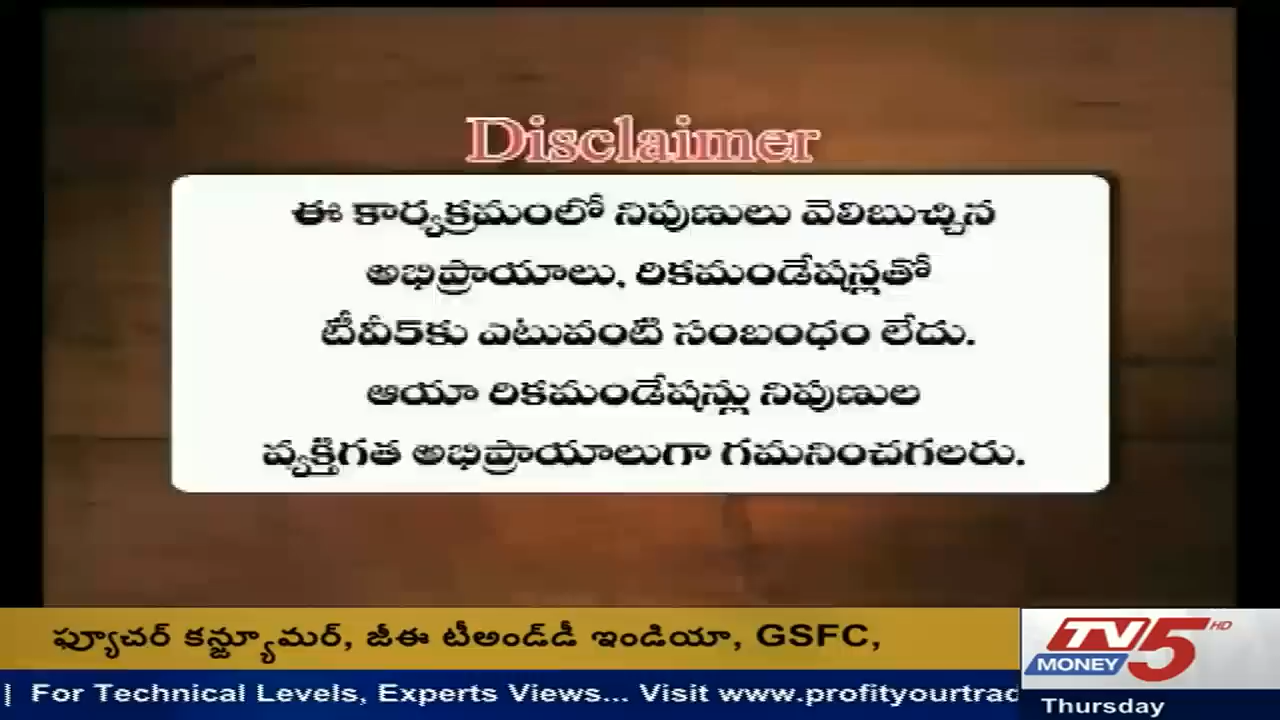 Disclaimer
ఈ కార్యక్రమంలో నిపుణులు వెలిబుచ్చిన
అభిప్రాయాలు, రికమండేషన్లతో
టీవీ5కు ఎటువంటి సంబంధం లేదు.
ఆయా రికమండేషన్లు నిపుణుల
వ్యక్తిగత అభిప్రాయాలుగా గమనించగలరు.
ఫ్యూచర్ కన్జ్యూమర్, జీఈ టీఅండ్‌డీ ఇండియా, GSFC,
TV5 HD
MONEY
| For Technical Levels, Experts Views... Visit www.profityourtrad
Thursday